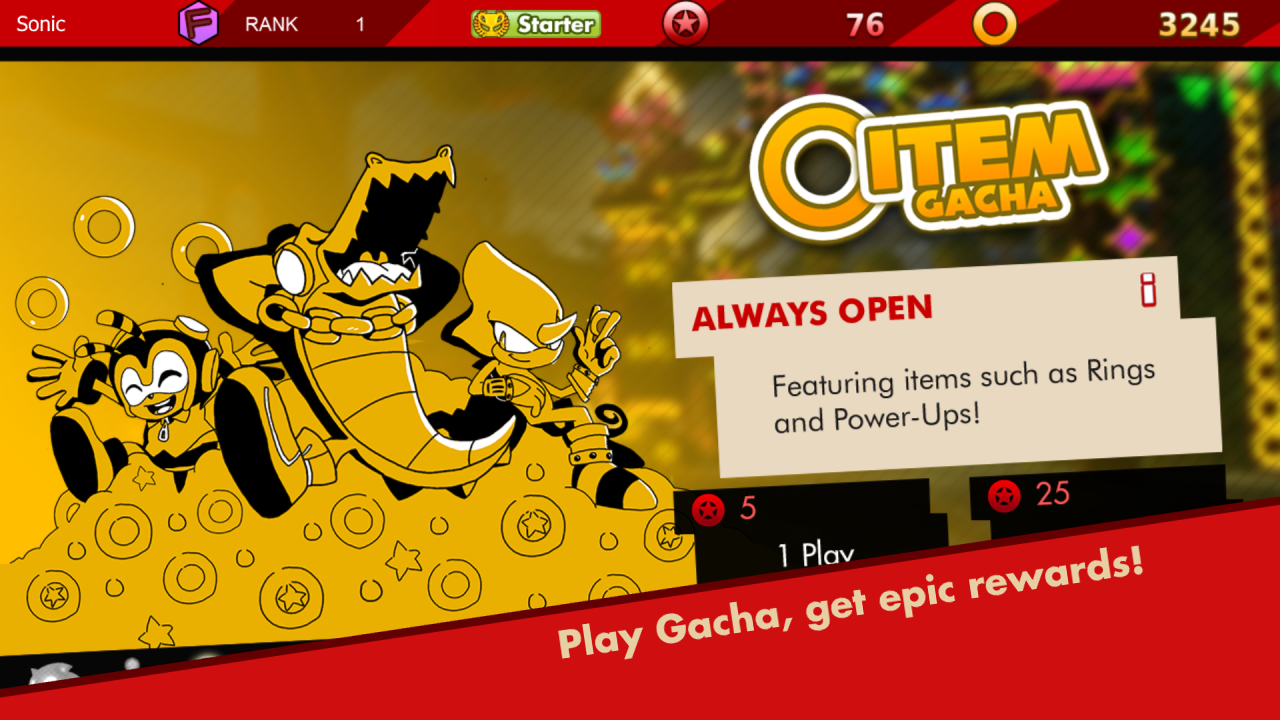 Sonic
F
RANK 1
Starter
76
3245
ITEM
GACHA
ALWAYS OPEN
i
Featuring items such as Rings
and Power-Ups!
5
25
1 Play
Play Gacha, get epic rewards!